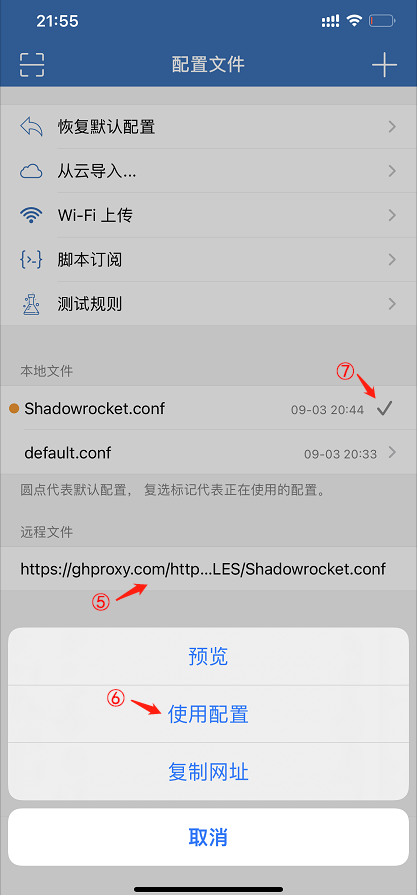 21:55
配置文件
恢复默认配置
从云导入...
Wi-Fi 上传
脚本订阅
测试规则
本地文件
⑦
Shadowrocket.conf 09-03 20:44
default.conf 09-03 20:33
圆点代表默认配置， 复选标记代表正在使用的配置。
远程文件
https://ghproxy.com/http...LES/Shadowrocket.conf
⑤
预览
⑥
使用配置
复制网址
取消